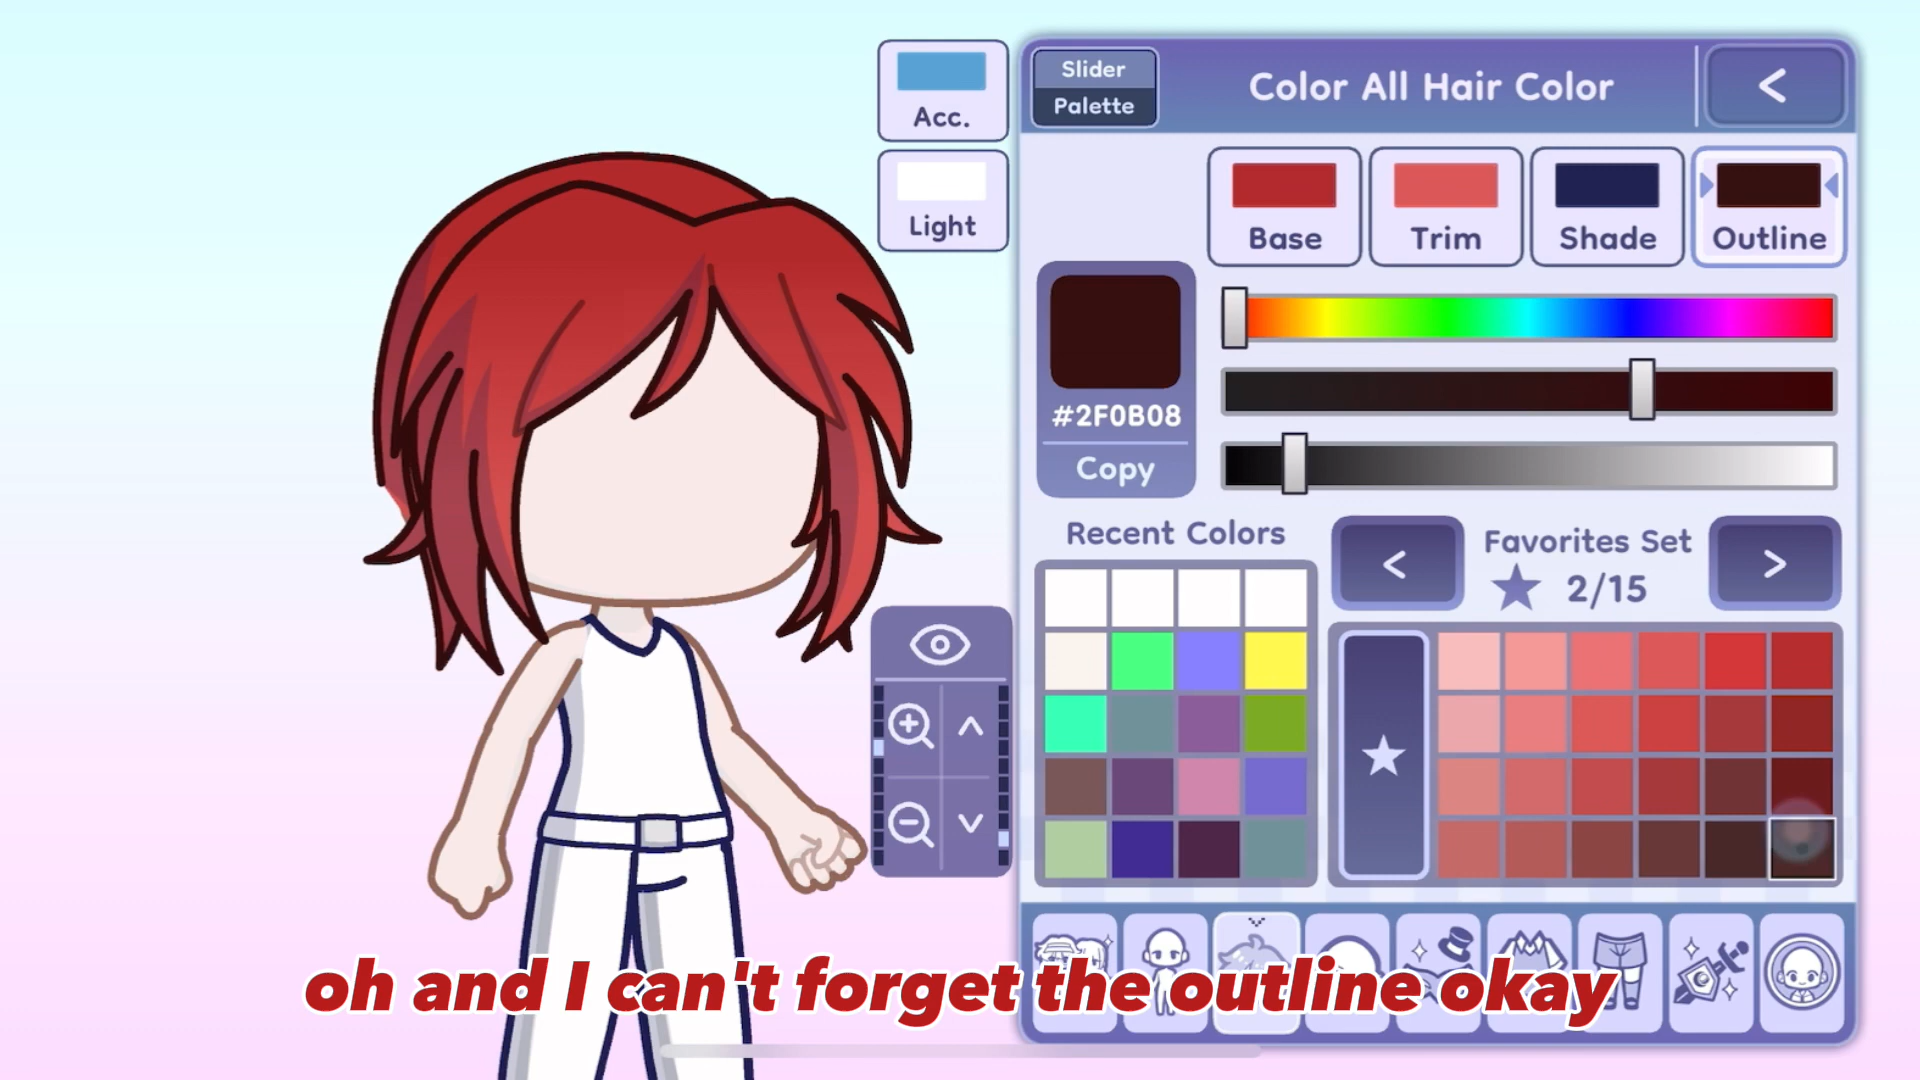 Acc.
Light
Slider
Palette
Color All Hair Color
<
Base
Trim
Shade
Outline
#2F0B08
Copy
Recent Colors
<
Favorites Set
2/15
>
oh and I can't forget the outline okay